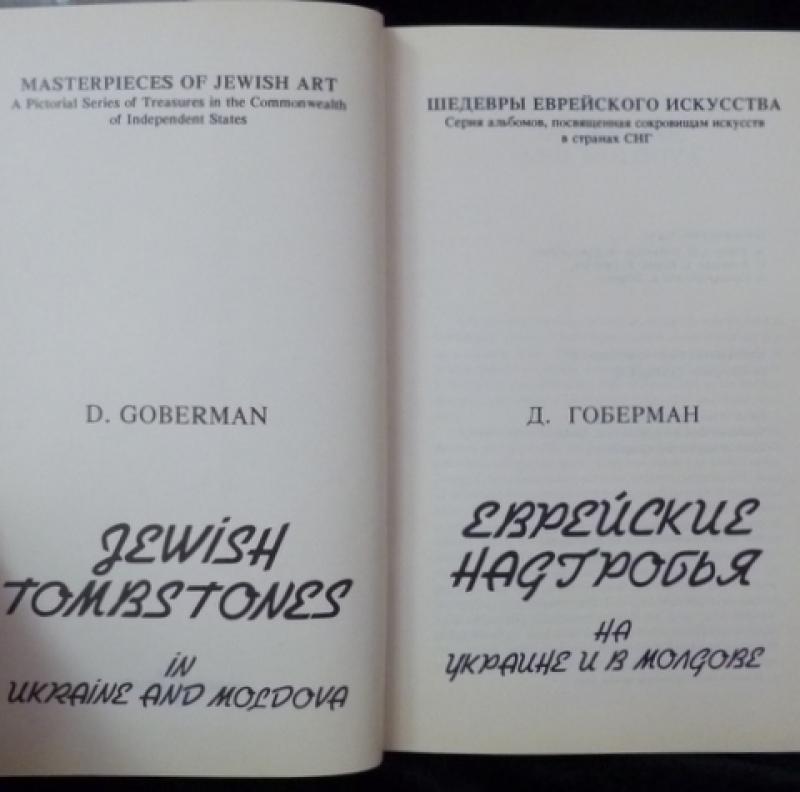 MASTERPIECES OF JEWISH ART
A Pictorial Series of Treasures in the Commonwealth
of Independent States
D. GOBERMAN
JEWISH
TOMBSTONES
IN
UKRAINE AND MOLDOVA
ШЕДЕВРЫ ЕВРЕЙСКОГО ИСКУССТВА
Серия альбомов, посвященная сокровищам искусств
в странах СНГ
Д. ГОБЕРМАН
ЕВРЕЙСКИЕ
НАДГРОБЬЯ
НА
УКРАИНЕ И В МОЛДОВЕ